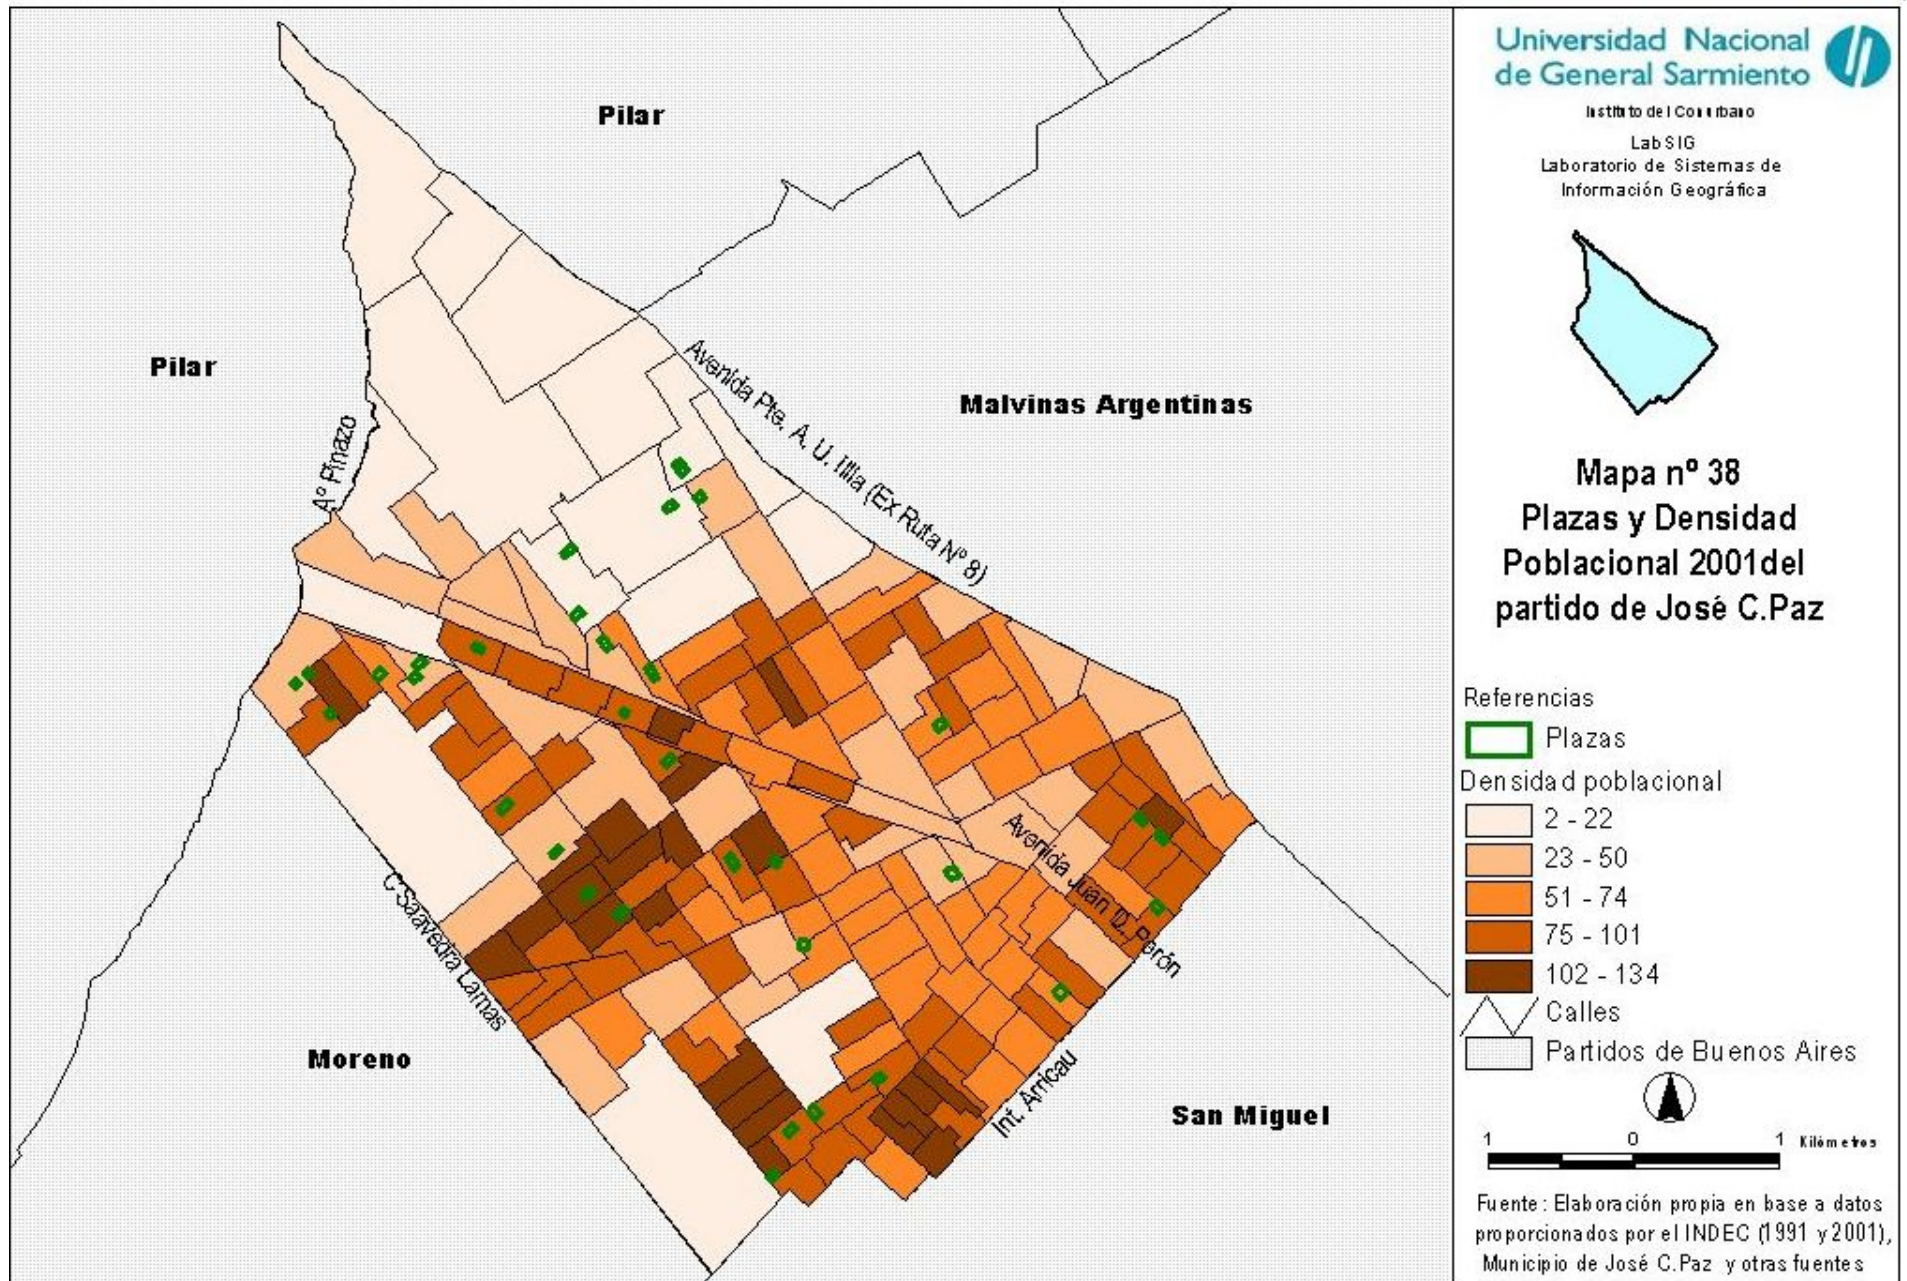 Universidad Nacional
de General Sarmiento
Instituto del Conurbano
LabSIG
Laboratorio de Sistemas de
Información Geográfica
Mapa nº 38
Plazas y Densidad
Poblacional 2001del
partido de José C.Paz
Referencias
Plazas
Densidad poblacional
2 - 22
23 - 50
51 - 74
75 - 101
102 - 134
Calles
Partidos de Buenos Aires
1 0 1 Kilómetros
Fuente: Elaboración propia en base a datos
proporcionados por el INDEC (1991 y 2001),
Municipio de José C.Paz y otras fuentes
Pilar
Pilar
Malvinas Argentinas
Moreno
San Miguel
Aº Pinazo
Avenida Pte. A. U. Illia (Ex Ruta Nº 8)
Avenida Juan D. Perón
C Saavedra Lamas
Int. Arricau